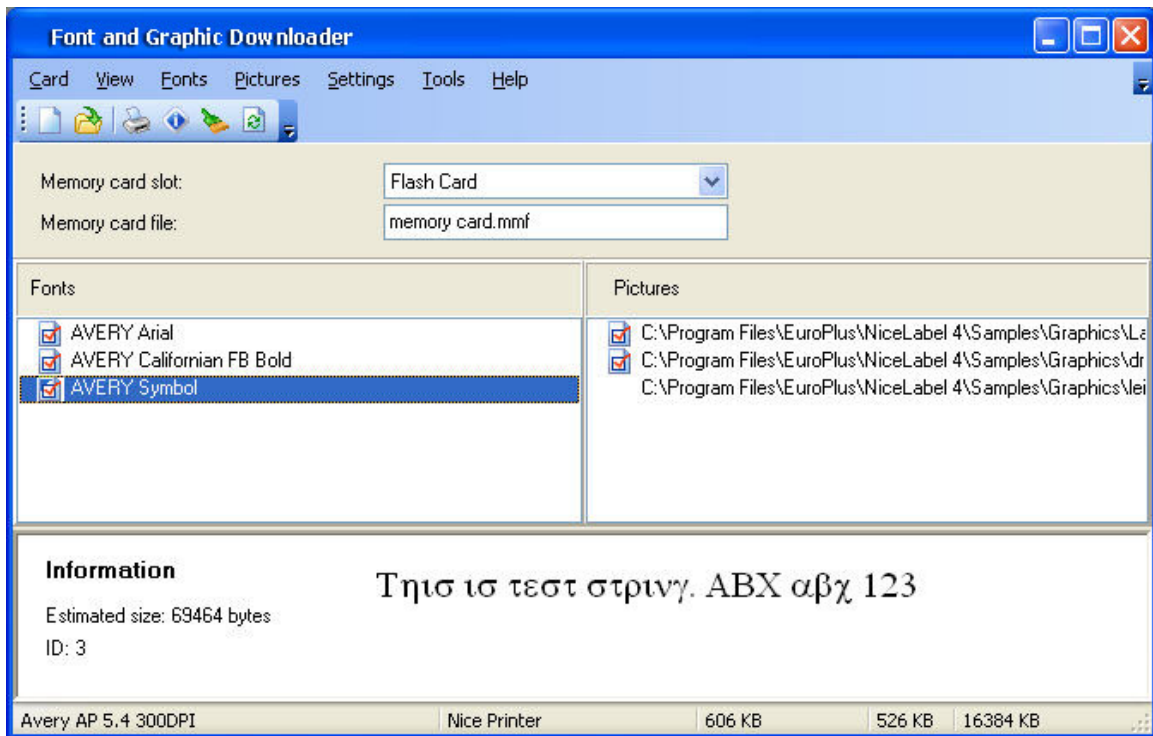 Font and Graphic Downloader
Card View Fonts Pictures Settings Tools Help
Memory card slot: Flash Card
Memory card file: memory card.mmf
Fonts
Pictures
AVERY Arial
AVERY Californian FB Bold
AVERY Symbol
C:\Program Files\EuroPlus\NiceLabel 4\Samples\Graphics\La
C:\Program Files\EuroPlus\NiceLabel 4\Samples\Graphics\dr
C:\Program Files\EuroPlus\NiceLabel 4\Samples\Graphics\lei
Information
Estimated size: 69464 bytes
ID: 3
Τηισ ισ τεστ στρινγ. ΑΒΧ αβχ 123
Avery AP 5.4 300DPI Nice Printer 606 KB 526 KB 16384 KB